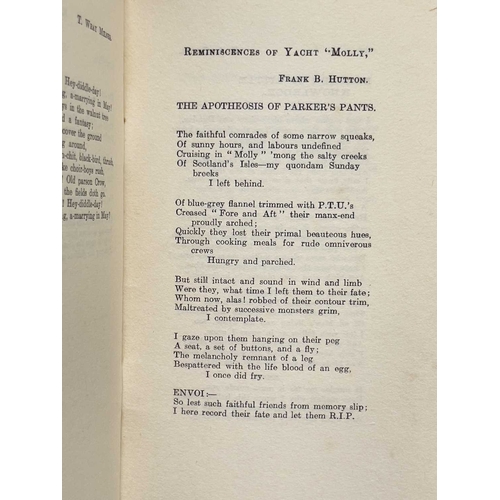 T. WRAY MILNES.
Hey-diddle-day!
a-marrying in May!
in the walnut tree
a fantasy;
cover the ground
around,
black-bird, thrush,
choir-boys rich.
Old parson Crow,
the fields doth go
Hey-diddle-day!
a-marrying in May!
REMINISCENCES OF YACHT "MOLLY,"
FRANK B. HUTTON.
THE APOTHEOSIS OF PARKER'S PANTS.
The faithful comrades of some narrow squeaks,
Of sunny hours, and labours undefined
Cruising in "Molly" 'mong the salty creeks
Of Scotland's Isles—my quondam Sunday
breeks
I left behind.
Of blue-grey flannel trimmed with P.T.U.'s
Creased "Fore and Aft" their manx-end
proudly arched;
Quickly they lost their primal beauteous hues,
Through cooking meals for rude omniverous
crews
Hungry and parched.
But still intact and sound in wind and limb
Were they, what time I left them to their fate;
Whom now, alas! robbed of their contour trim,
Maltreated by successive monsters grim,
I contemplate.
I gaze upon them hanging on their peg
A seat, a set of buttons, and a fly;
The melancholy remnant of a leg
Bespattered with the life blood of an egg,
I once did fry.
ENVOI:—
So lest such faithful friends from memory slip;
I here record their fate and let them R.I.P.